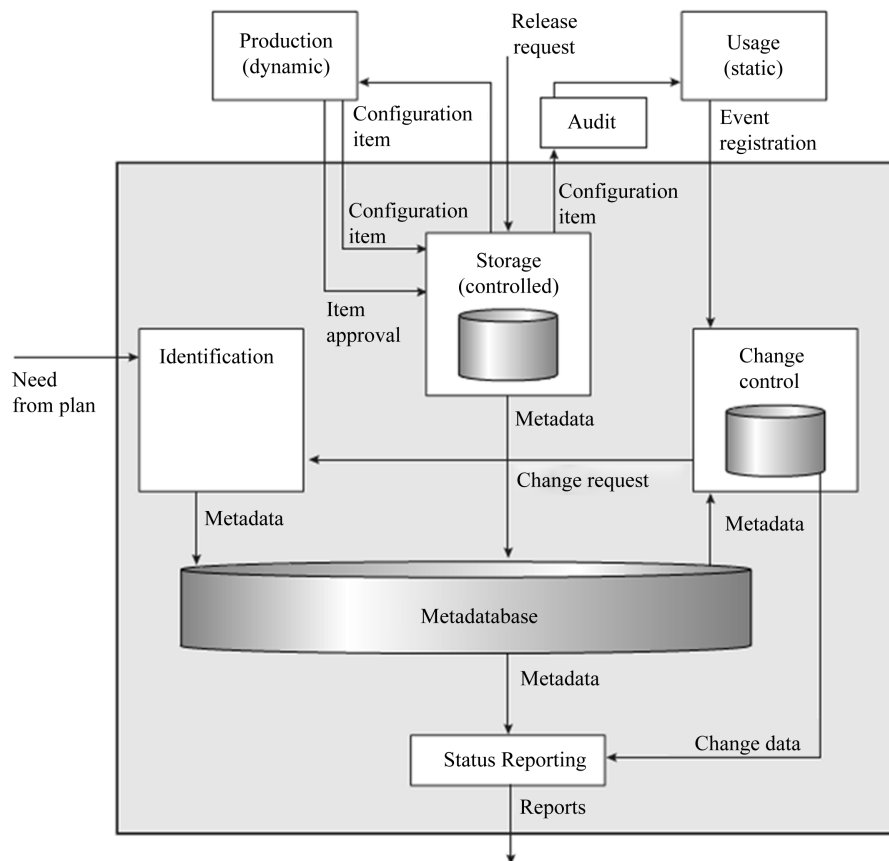 Production
(dynamic)
Release
request
Usage
(static)
Configuration
item
Audit
Event
registration
Configuration
item
Configuration
item
Storage
(controlled)
Item
approval
Identification
Change
control
Need
from plan
Metadata
Change request
Metadata
Metadata
Metadatabase
Metadata
Change data
Status Reporting
Reports